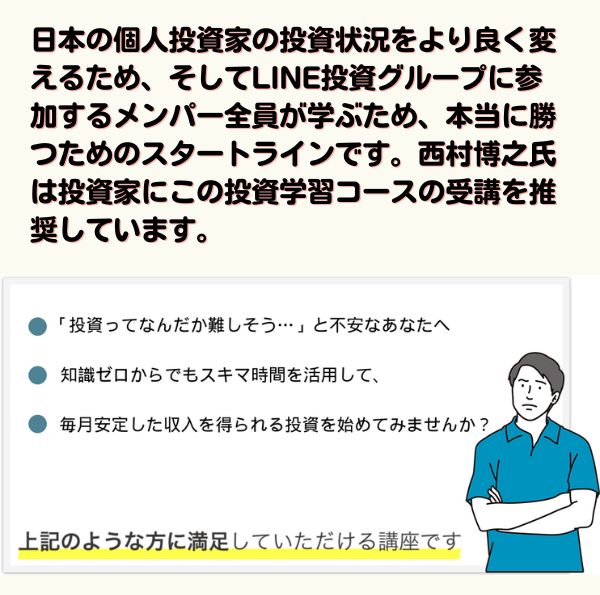 日本の個人投資家の投資状況をより良く変
えるため、そしてLINE投資グループに参
加するメンバー全員が学ぶため、本当に勝
つためのスタートラインです。西村博之氏
は投資家にこの投資学習コースの受講を推
奨しています。
「投資ってなんだか難しそう…」と不安なあなたへ
知識ゼロからでもスキマ時間を活用して、
毎月安定した収入を得られる投資を始めてみませんか？
上記のような方に満足していただける講座です